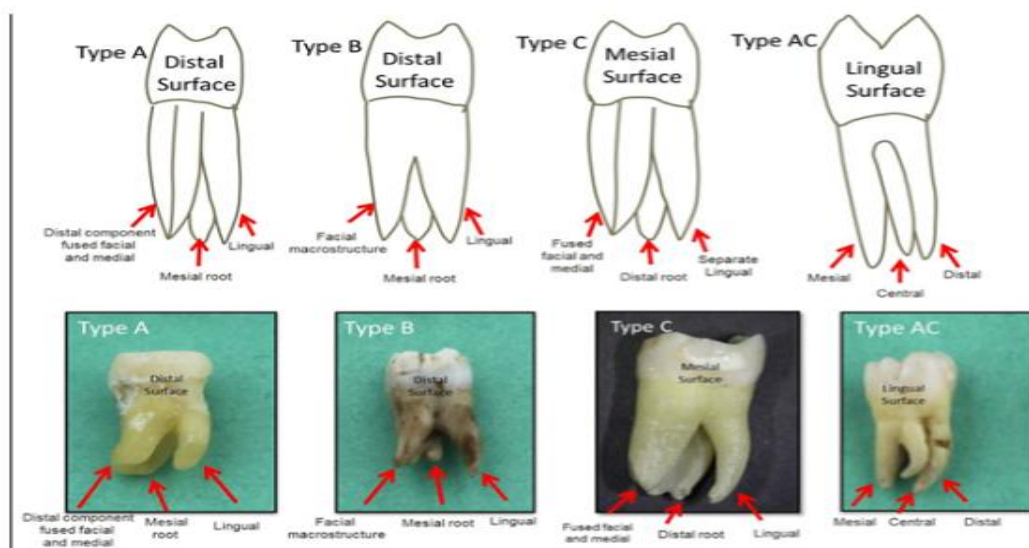 Type A
Distal
Surface
Distal component
fused facial
and medial
Mesial root
Lingual
Type B
Distal
Surface
Facial
macrostructure
Mesial root
Lingual
Type C
Mesial
Surface
Fused
facial and
medial
Distal root
Separate
Lingual
Type AC
Lingual
Surface
Mesial
Central
Distal
Type A
Distal
Surface
Distal component
fused facial
and medial
Mesial
root
Lingual
Type B
Distal
Surface
Facial
macrostructure
Mesial root
Lingual
Type C
Mesial
Surface
Fused facial
and medial
Distal root
Lingual
Type AC
Lingual
Surface
Mesial
Central
Distal